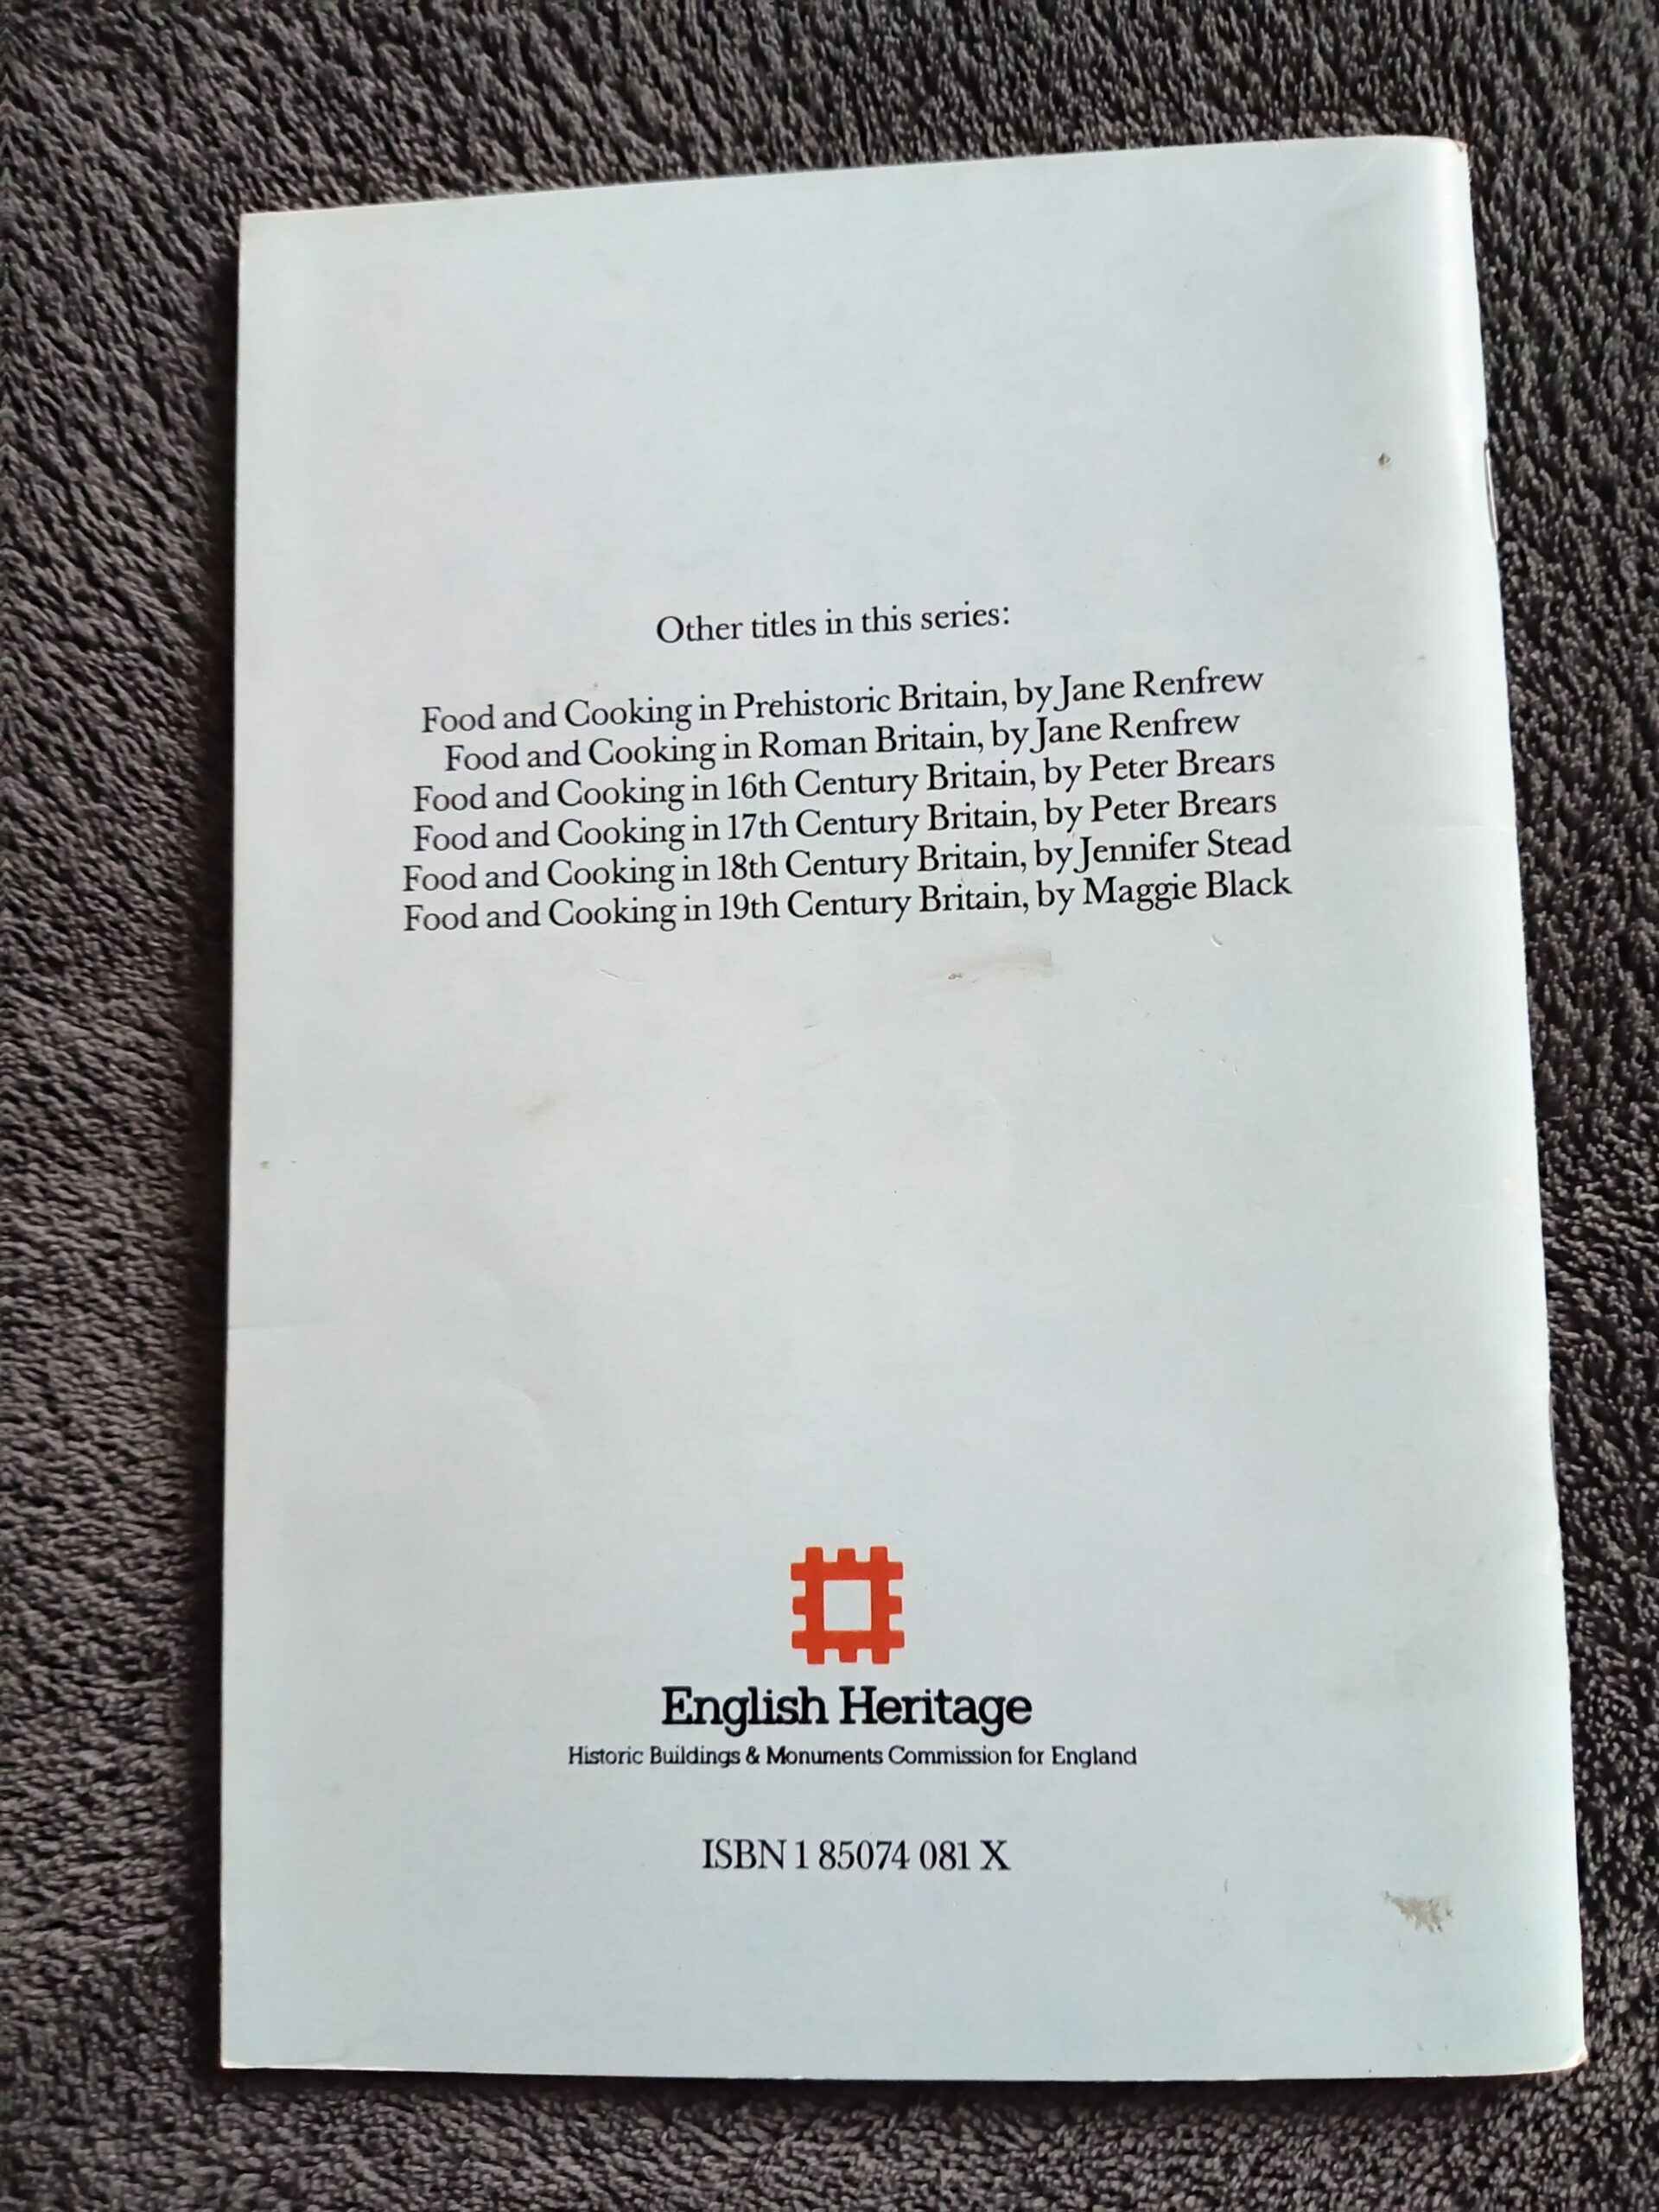 Other titles in this series:
Food and Cooking in Prehistoric Britain, by Jane Renfrew
Food and Cooking in Roman Britain, by Jane Renfrew
Food and Cooking in 16th Century Britain, by Peter Brears
Food and Cooking in 17th Century Britain, by Peter Brears
Food and Cooking in 18th Century Britain, by Jennifer Stead
Food and Cooking in 19th Century Britain, by Maggie Black
English Heritage
Historic Buildings & Monuments Commission for England
ISBN 1 85074 081 X